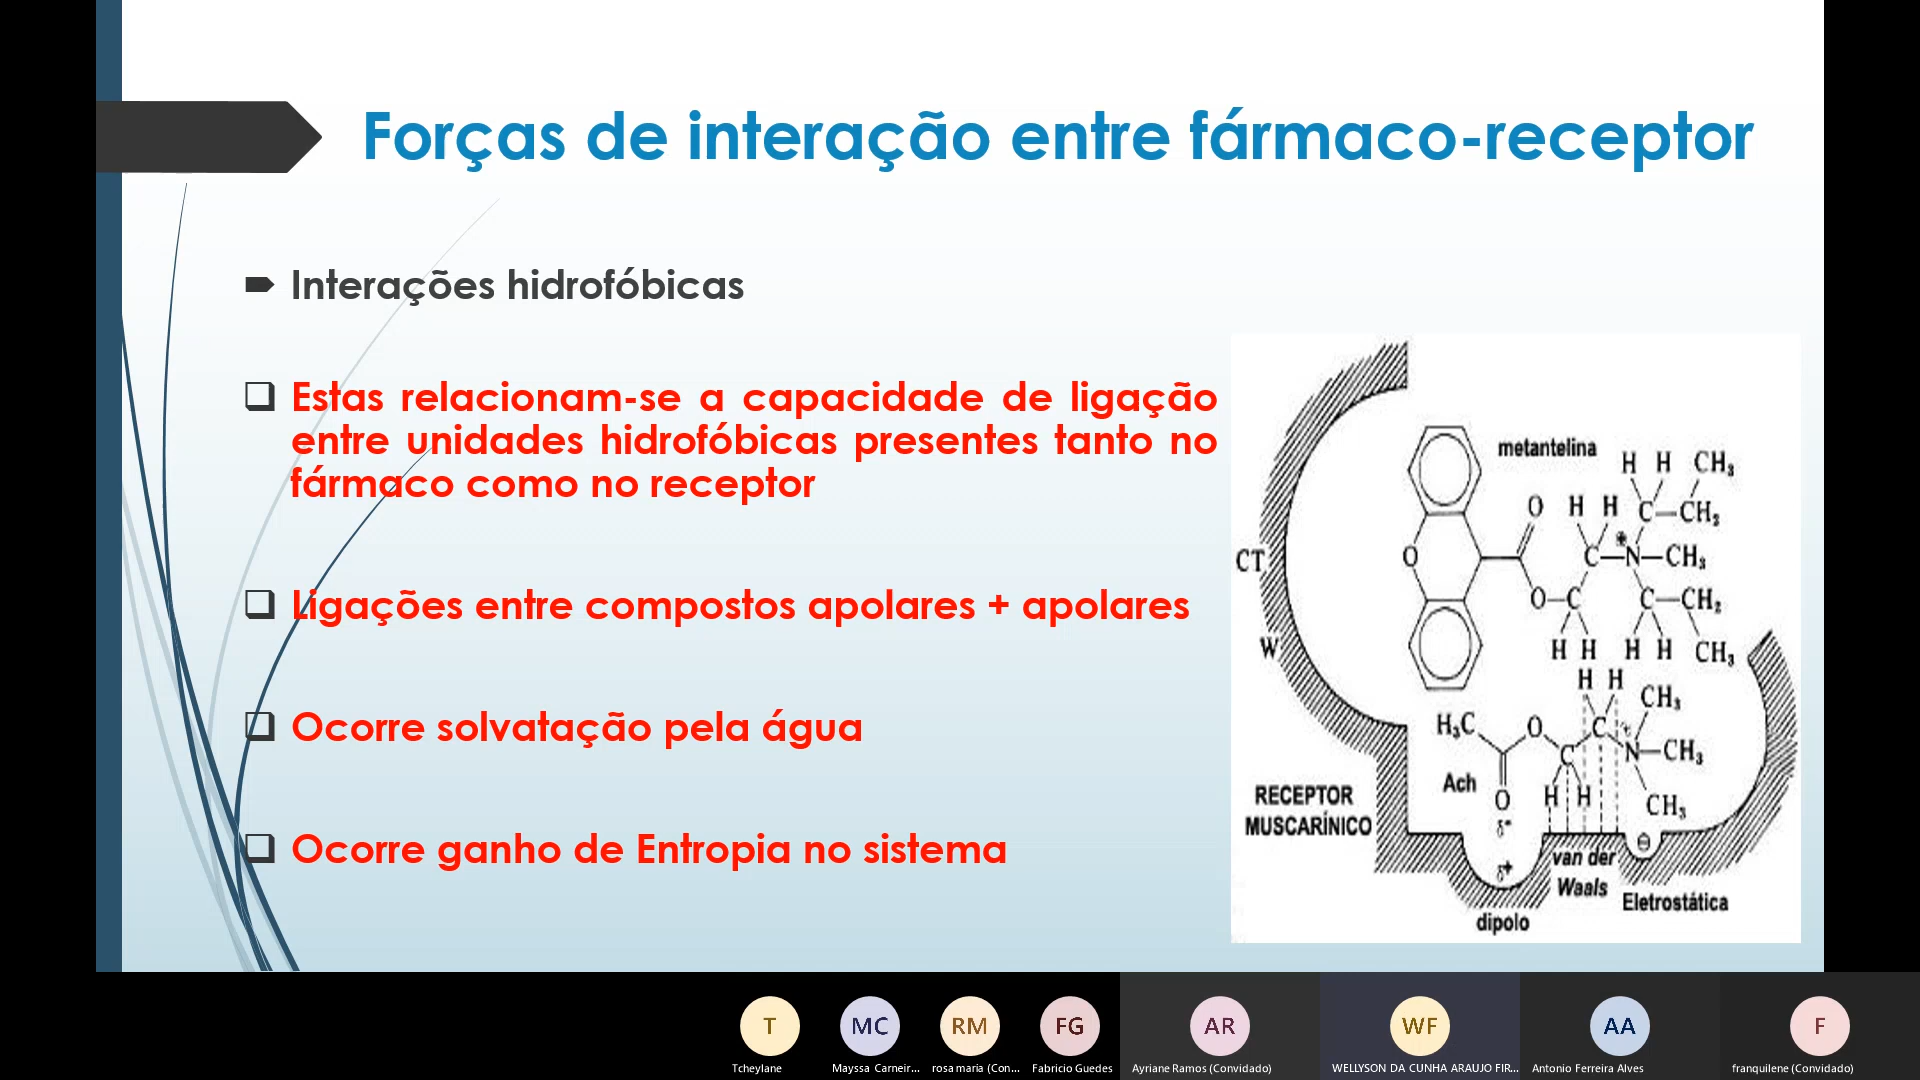 Forças de interação entre fármaco-receptor
Interações hidrofóbicas
Estas relacionam-se a capacidade de ligação
entre unidades hidrofóbicas presentes tanto no
fármaco como no receptor
Ligações entre compostos apolares + apolares
Ocorre solvatação pela água
Ocorre ganho de Entropia no sistema
metantelina
H H CH₃
O H H C—CH₂
CT
O C—N—CH₃
⊕
O—C C—CH₂
W
H H H H CH₃
H H
CH₃
H₃C O C
C N—CH₃
+
Ach
O H H CH₃
RECEPTOR
MUSCARÍNICO
δ-
δ+
⊖
van der
Waals
Eletrostática
dipolo
T
MC
RM
FG
AR
WF
AA
F
Tcheylane
Mayssa Carneir...
rosa maria (Con...
Fabricio Guedes
Ayriane Ramos (Convidado)
WELLYSON DA CUNHA ARAUJO FIR...
Antonio Ferreira Alves
franquilene (Convidado)